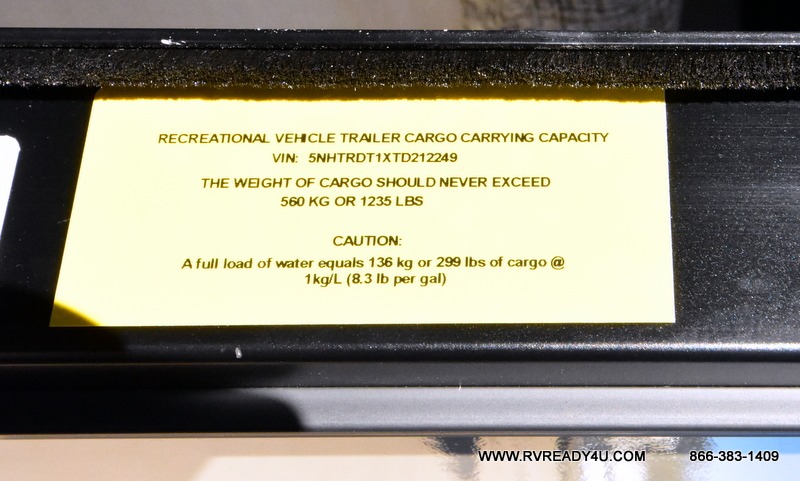 RECREATIONAL VEHICLE TRAILER CARGO CARRYING CAPACITY
VIN: 5NHTRDT1XTD212249
THE WEIGHT OF CARGO SHOULD NEVER EXCEED
560 KG OR 1235 LBS
CAUTION:
A full load of water equals 136 kg or 299 lbs of cargo @
1kg/L (8.3 lb per gal)
WWW.RVREADY4U.COM 866-383-1409